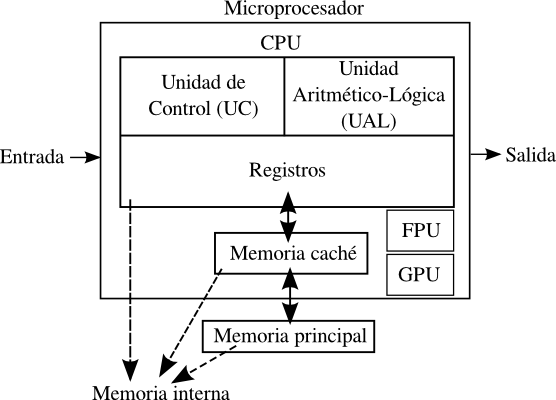 Microprocesador
CPU
Unidad de
Control (UC)
Unidad
Aritmético-Lógica
(UAL)
Entrada
Salida
Registros
FPU
Memoria caché
GPU
Memoria principal
Memoria interna